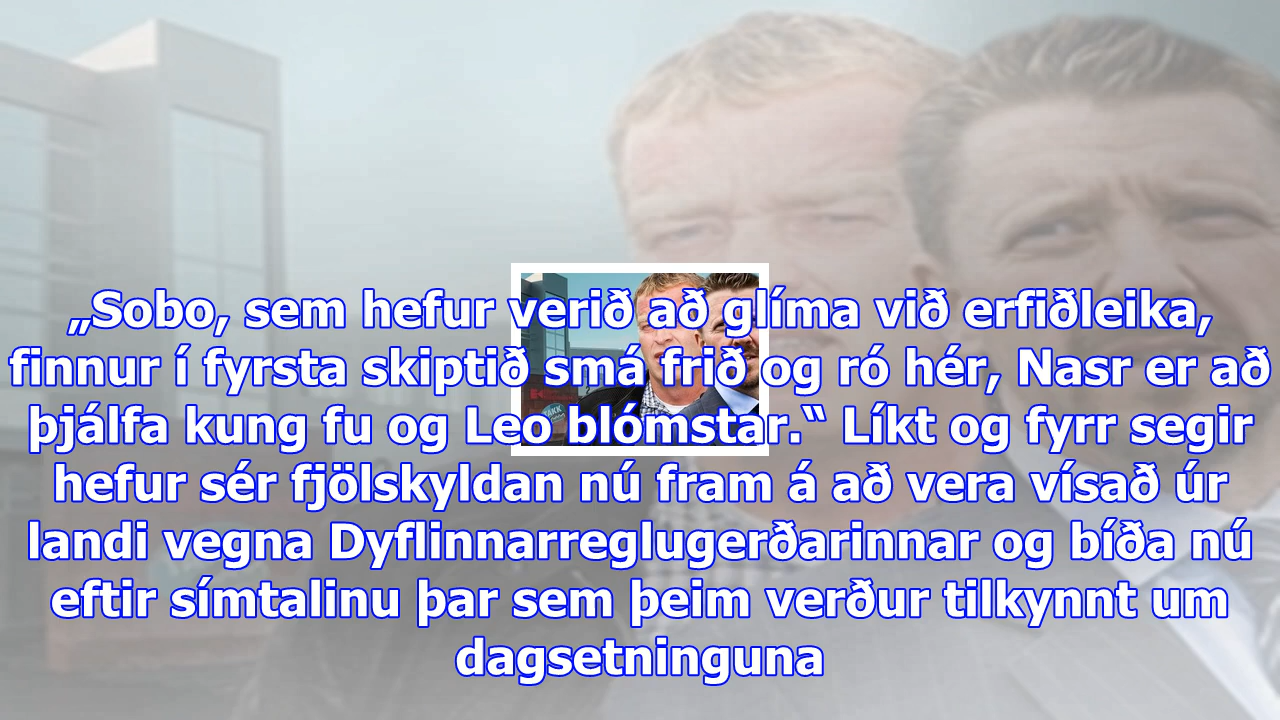 „Sobo, sem hefur verið að glíma við erfiðleika,
finnur í fyrsta skiptið smá frið og ró hér, Nasr er að
þjálfa kung fu og Leo blómstar.“ Líkt og fyrr segir
hefur sér fjölskyldan nú fram á að vera vísað úr
landi vegna Dyflinnarreglugerðarinnar og bíða nú
eftir símtalinu þar sem þeim verður tilkynnt um
dagsetninguna